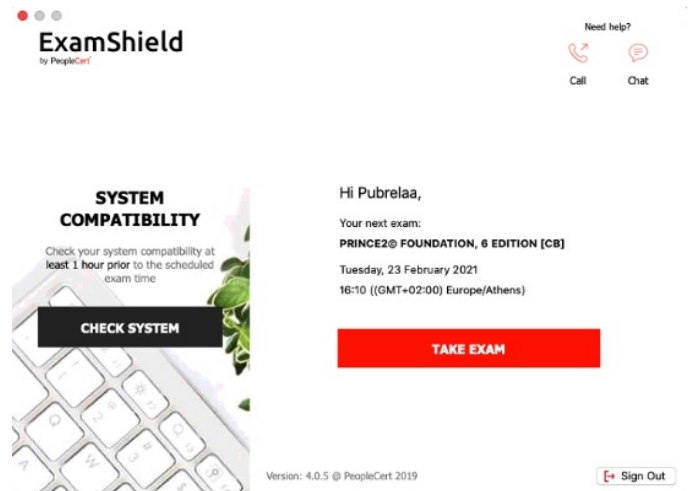 ExamShield
by PeopleCert
Need help?
Call
Chat
SYSTEM
COMPATIBILITY
Check your system compatibility at
least 1 hour prior to the scheduled
exam time
CHECK SYSTEM
Hi Pubrelaa,
Your next exam:
PRINCE2© FOUNDATION, 6 EDITION [CB]
Tuesday, 23 February 2021
16:10 ((GMT+02:00) Europe/Athens)
TAKE EXAM
Version: 4.0.5 @ PeopleCert 2019
Sign Out